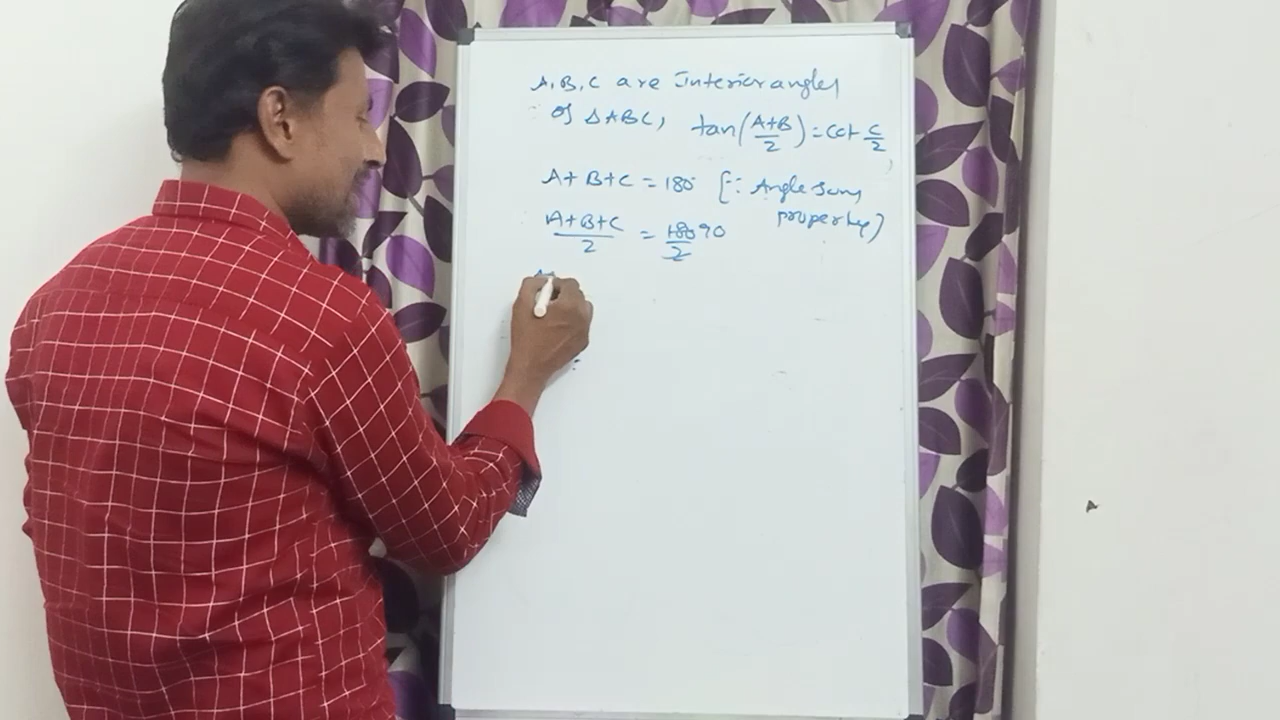 A, B, C are Interior angles
of ΔABC, tan(A+B/2) = cot C/2
A+B+C = 180° [∵ Angle sum
property]
A+B+C/2 = 180/2 90